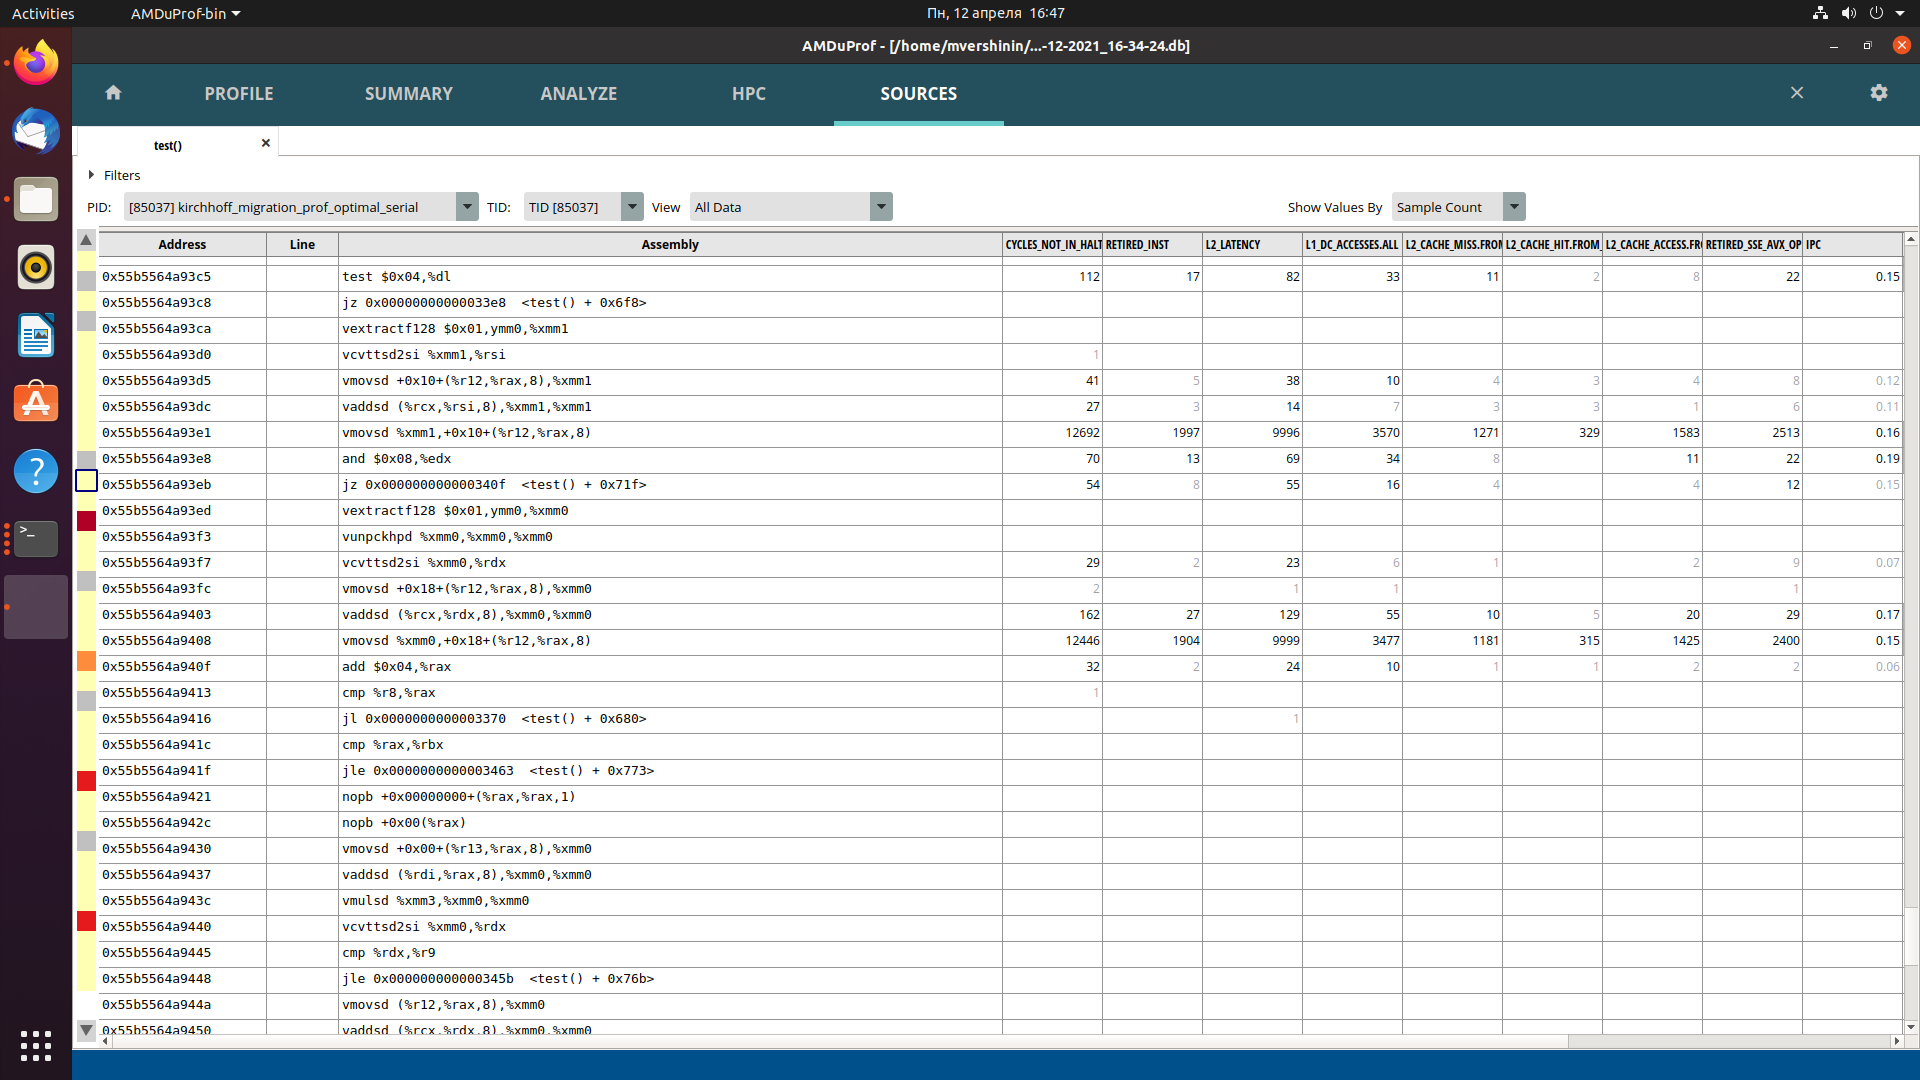 Activities AMDuProf-bin Пн, 12 апреля 16:47
AMDuProf - [/home/mvershinin/...-12-2021_16-34-24.db]
PROFILE SUMMARY ANALYZE HPC SOURCES
test() ×
Filters
PID: [85037] kirchhoff_migration_prof_optimal_serial TID: TID [85037] View All Data Show Values By Sample Count
Address Line Assembly CYCLES_NOT_IN_HALT RETIRED_INST L2_LATENCY L1_DC_ACCESSES.ALL L2_CACHE_MISS.FROM L2_CACHE_HIT.FROM_ L2_CACHE_ACCESS.FR RETIRED_SSE_AVX_OP IPC
0x55b5564a93c5 test $0x04,%dl 112 17 82 33 11 2 8 22 0.15
0x55b5564a93c8 jz 0x00000000000033e8 <test() + 0x6f8>
0x55b5564a93ca vextractf128 $0x01,ymm0,%xmm1
0x55b5564a93d0 vcvttsd2si %xmm1,%rsi 1
0x55b5564a93d5 vmovsd +0x10+(%r12,%rax,8),%xmm1 41 5 38 10 4 3 4 8 0.12
0x55b5564a93dc vaddsd (%rcx,%rsi,8),%xmm1,%xmm1 27 3 14 7 3 3 1 6 0.11
0x55b5564a93e1 vmovsd %xmm1,+0x10+(%r12,%rax,8) 12692 1997 9996 3570 1271 329 1583 2513 0.16
0x55b5564a93e8 and $0x08,%edx 70 13 69 34 8 11 22 0.19
0x55b5564a93eb jz 0x000000000000340f <test() + 0x71f> 54 8 55 16 4 4 12 0.15
0x55b5564a93ed vextractf128 $0x01,ymm0,%xmm0
0x55b5564a93f3 vunpckhpd %xmm0,%xmm0,%xmm0
0x55b5564a93f7 vcvttsd2si %xmm0,%rdx 29 2 23 6 1 2 9 0.07
0x55b5564a93fc vmovsd +0x18+(%r12,%rax,8),%xmm0 2 1 1 1
0x55b5564a9403 vaddsd (%rcx,%rdx,8),%xmm0,%xmm0 162 27 129 55 10 5 20 29 0.17
0x55b5564a9408 vmovsd %xmm0,+0x18+(%r12,%rax,8) 12446 1904 9999 3477 1181 315 1425 2400 0.15
0x55b5564a940f add $0x04,%rax 32 2 24 10 1 1 2 2 0.06
0x55b5564a9413 cmp %r8,%rax 1
0x55b5564a9416 jl 0x0000000000003370 <test() + 0x680> 1
0x55b5564a941c cmp %rax,%rbx
0x55b5564a941f jle 0x0000000000003463 <test() + 0x773>
0x55b5564a9421 nopb +0x00000000+(%rax,%rax,1)
0x55b5564a942c nopb +0x00(%rax)
0x55b5564a9430 vmovsd +0x00+(%r13,%rax,8),%xmm0
0x55b5564a9437 vaddsd (%rdi,%rax,8),%xmm0,%xmm0
0x55b5564a943c vmulsd %xmm3,%xmm0,%xmm0
0x55b5564a9440 vcvttsd2si %xmm0,%rdx
0x55b5564a9445 cmp %rdx,%r9
0x55b5564a9448 jle 0x000000000000345b <test() + 0x76b>
0x55b5564a944a vmovsd (%r12,%rax,8),%xmm0
0x55b5564a9450 vaddsd (%rcx,%rdx,8),%xmm0,%xmm0